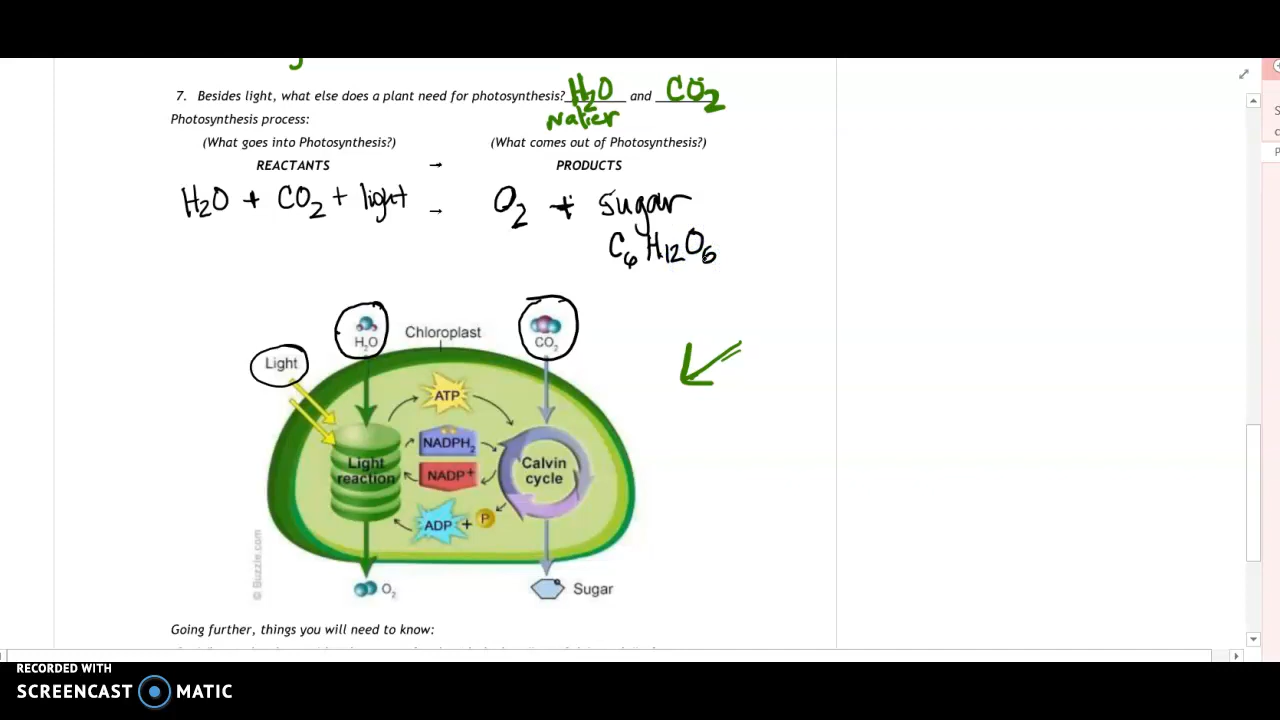 7. Besides light, what else does a plant need for photosynthesis? H2O and CO2
water
Photosynthesis process:
(What goes into Photosynthesis?) (What comes out of Photosynthesis?)
REACTANTS → PRODUCTS
H2O + CO2 + light → O2 + sugar
C6H12O6
H₂O Chloroplast CO₂
Light
ATP
NADPH₂
Light reaction
NADP⁺
Calvin cycle
ADP + P
© Buzzle.com
O₂ Sugar
Going further, things you will need to know:
RECORDED WITH
SCREENCAST MATIC